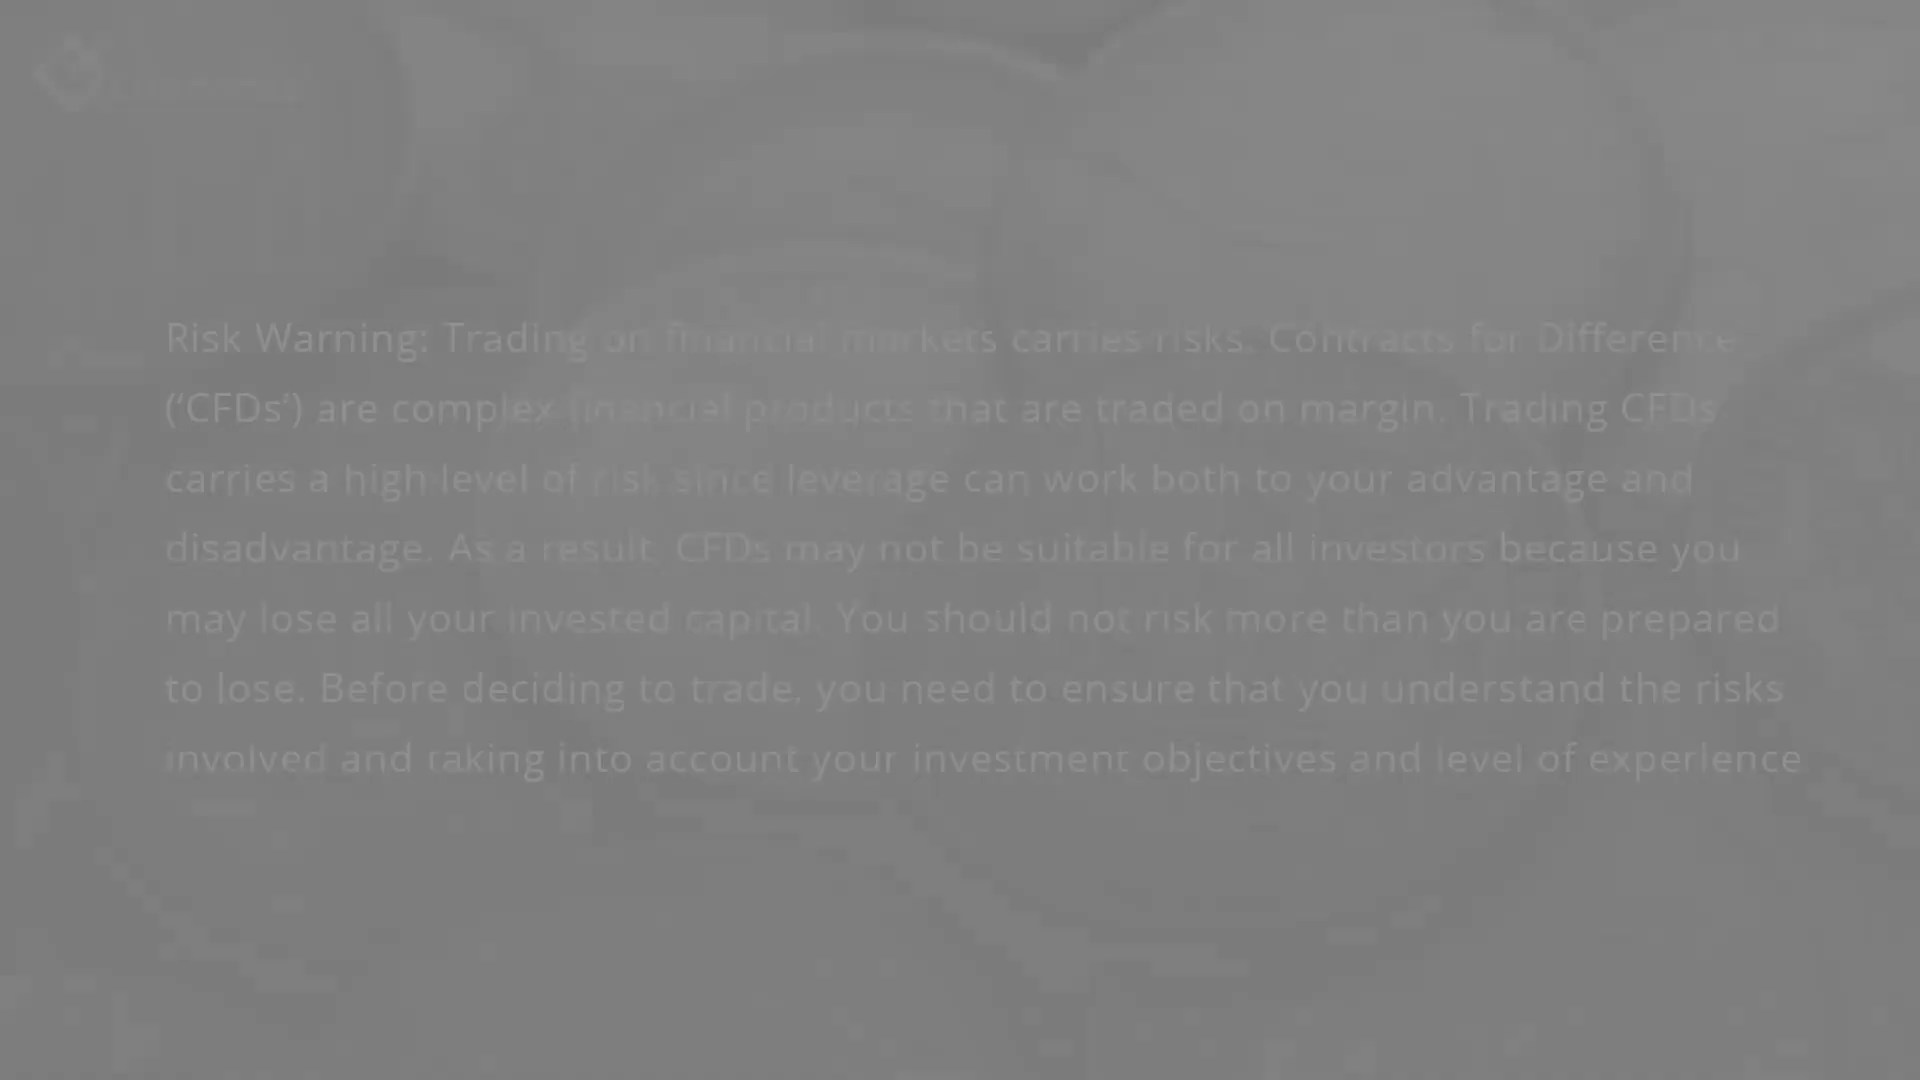 Risk Warning: Trading on financial markets carries risks. Contracts for Difference
(‘CFDs’) are complex financial products that are traded on margin. Trading CFDs
carries a high level of risk since leverage can work both to your advantage and
disadvantage. As a result, CFDs may not be suitable for all investors because you
may lose all your invested capital. You should not risk more than you are prepared
to lose. Before deciding to trade, you need to ensure that you understand the risks
involved and taking into account your investment objectives and level of experience